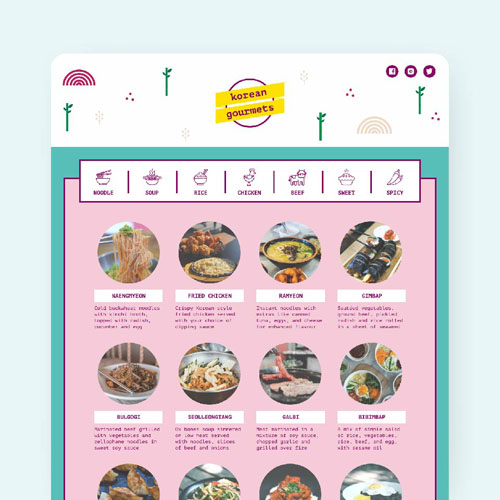 korean
gourmets
NOODLE SOUP RICE CHICKEN BEEF SWEET SPICY
NAENGMYEON
Cold buckwheat noodles
with kimchi broth,
topped with radish,
cucumber and egg
FRIED CHICKEN
Crispy Korean style
fried chicken served
with your choice of
dipping sauce
RAMYEON
Instant noodles with
extras like canned
tuna, eggs, and cheese
for enhanced flavour
GIMBAP
Sautéed vegetables,
ground beef, pickled
radish and rice rolled
in a sheet of seaweed
BULGOGI
Marinated beef grilled
with vegetables and
cellophane noodles in
sweet soy sauce
SEOLLEONGTANG
Ox bones soup simmered
on low heat served
with noodles, slices
of beef and onions
GALBI
Meat marinated in a
mixture of soy sauce,
chopped garlic and
grilled over fire
BIBIMBAP
A mix of simple salad
of rice, vegetables,
rice, beef, and egg,
with sesame oil